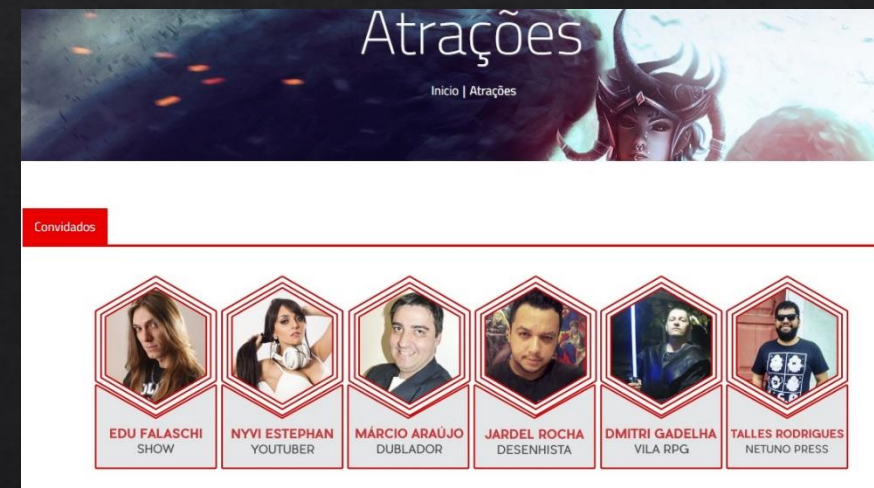 Atrações
Inicio | Atrações
Convidados
EDU FALASCHI
SHOW
NYVI ESTEPHAN
YOUTUBER
MÁRCIO ARAÚJO
DUBLADOR
JARDEL ROCHA
DESENHISTA
DMITRI GADELHA
VILA RPG
TALLES RODRIGUES
NETUNO PRESS